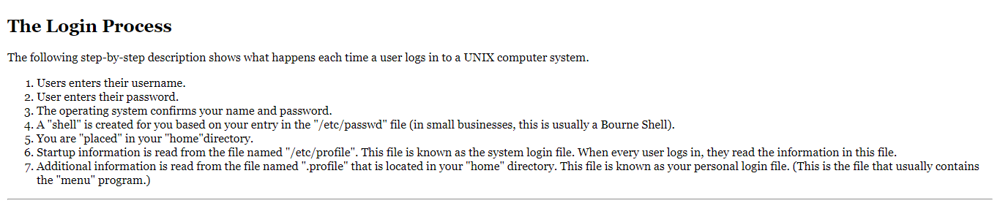 The Login Process
The following step-by-step description shows what happens each time a user logs in to a UNIX computer system.
1. Users enters their username.
2. User enters their password.
3. The operating system confirms your name and password.
4. A "shell" is created for you based on your entry in the "/etc/passwd" file (in small businesses, this is usually a Bourne Shell).
5. You are "placed" in your "home"directory.
6. Startup information is read from the file named "/etc/profile". This file is known as the system login file. When every user logs in, they read the information in this file.
7. Additional information is read from the file named ".profile" that is located in your "home" directory. This file is known as your personal login file. (This is the file that usually contains
the "menu" program.)